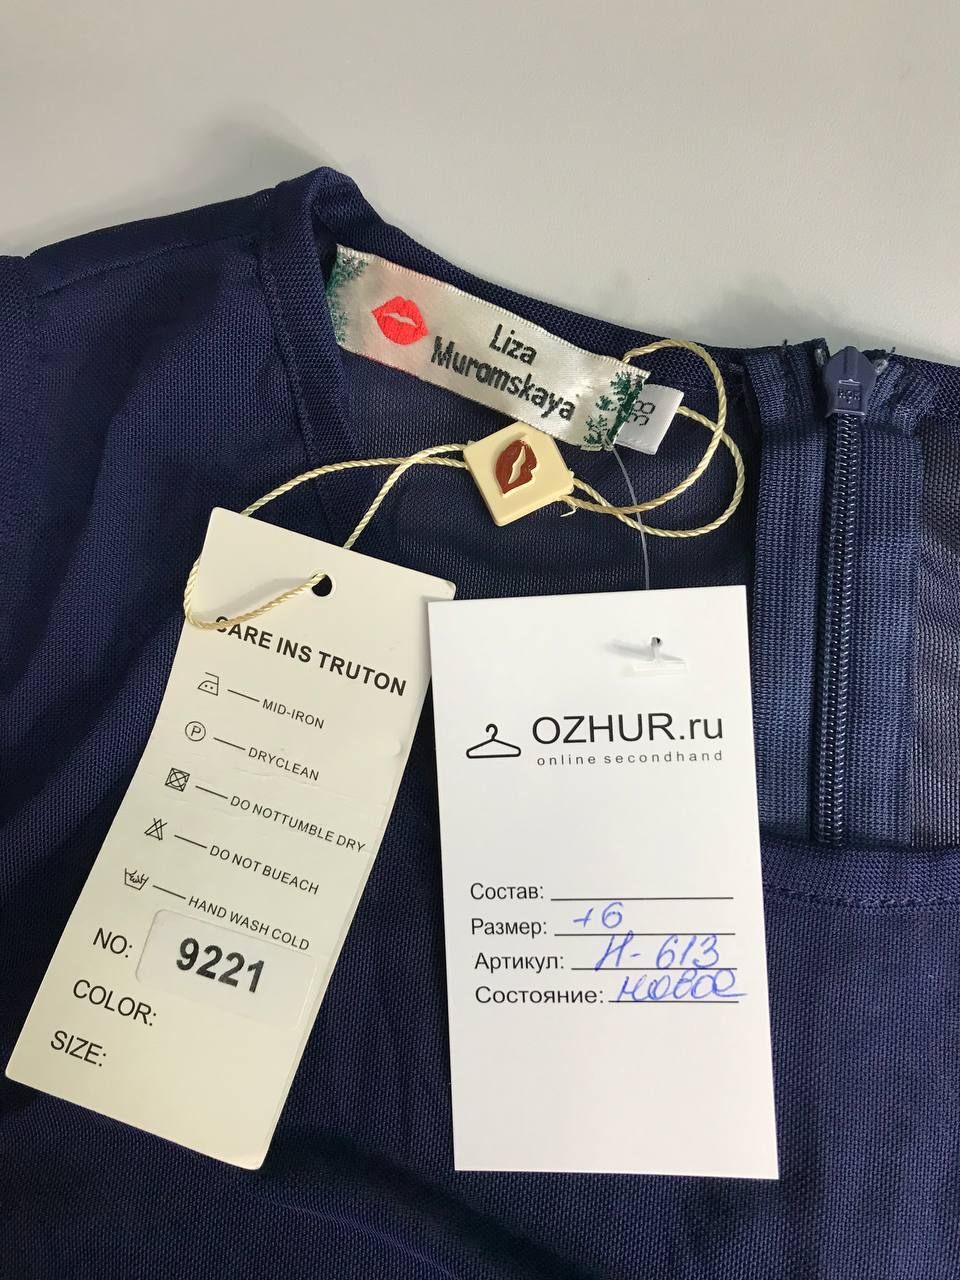 Liza
Muromskaya
38
CARE INS TRUTON
MID-IRON
P
DRYCLEAN
DO NOTTUMBLE DRY
DO NOT BUEACH
HAND WASH COLD
NO: 9221
COLOR:
SIZE:
OZHUR.ru
online secondhand
Состав:
Размер: +6
Артикул: Н-613
Состояние: новое